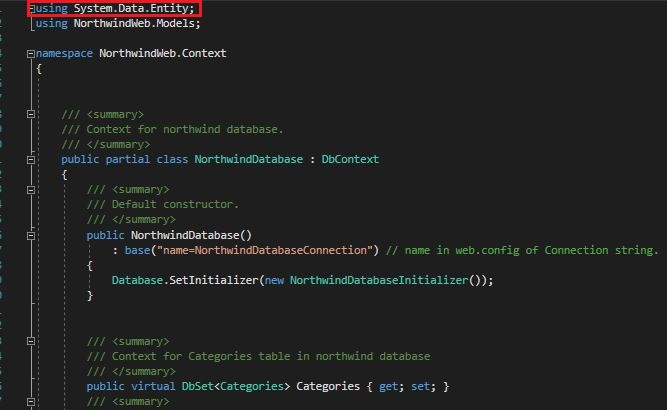 using System.Data.Entity;
using NorthwindWeb.Models;
namespace NorthwindWeb.Context
{
/// <summary>
/// Context for northwind database.
/// </summary>
public partial class NorthwindDatabase : DbContext
{
/// <summary>
/// Default constructor.
/// </summary>
public NorthwindDatabase()
: base("name=NorthwindDatabaseConnection") // name in web.config of Connection string.
{
Database.SetInitializer(new NorthwindDatabaseInitializer());
}
/// <summary>
/// Context for Categories table in northwind database
/// </summary>
public virtual DbSet<Categories> Categories { get; set; }
/// <summary>